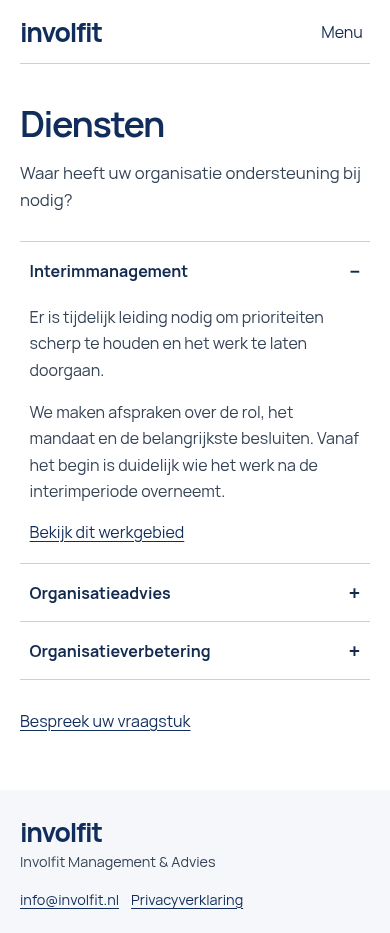 involfit
Menu
Diensten
Waar heeft uw organisatie ondersteuning bij
nodig?
Interimmanagement −
Er is tijdelijk leiding nodig om prioriteiten
scherp te houden en het werk te laten
doorgaan.
We maken afspraken over de rol, het
mandaat en de belangrijkste besluiten. Vanaf
het begin is duidelijk wie het werk na de
interimperiode overneemt.
Bekijk dit werkgebied
Organisatieadvies +
Organisatieverbetering +
Bespreek uw vraagstuk
involfit
Involfit Management & Advies
info@involfit.nl Privacyverklaring